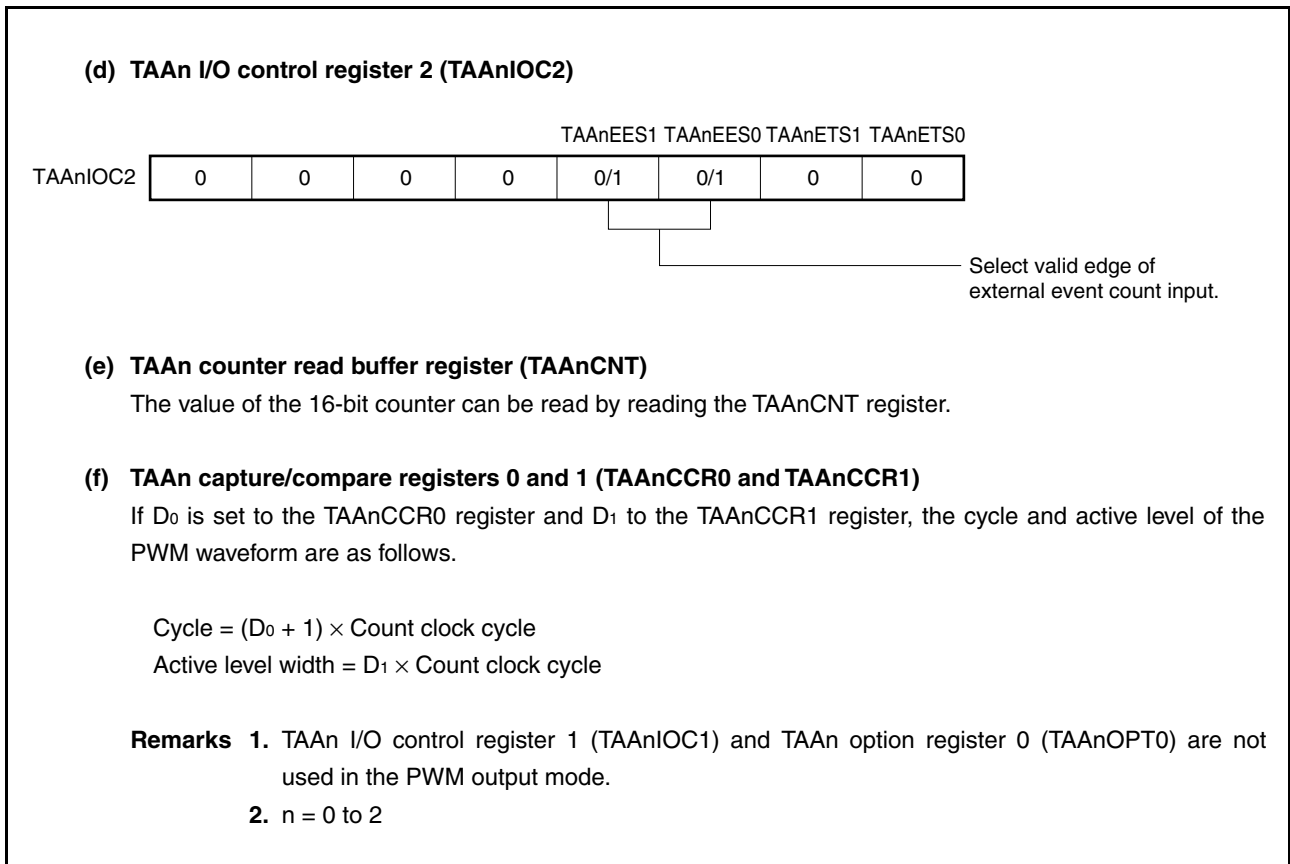 (d) TAAn I/O control register 2 (TAAnIOC2)
TAAnEES1 TAAnEES0 TAAnETS1 TAAnETS0
TAAnIOC2 0 0 0 0 0/1 0/1 0 0
Select valid edge of
external event count input.
(e) TAAn counter read buffer register (TAAnCNT)
The value of the 16-bit counter can be read by reading the TAAnCNT register.
(f) TAAn capture/compare registers 0 and 1 (TAAnCCR0 and TAAnCCR1)
If D0 is set to the TAAnCCR0 register and D1 to the TAAnCCR1 register, the cycle and active level of the
PWM waveform are as follows.
Cycle = (D0 + 1) × Count clock cycle
Active level width = D1 × Count clock cycle
Remarks 1. TAAn I/O control register 1 (TAAnIOC1) and TAAn option register 0 (TAAnOPT0) are not
used in the PWM output mode.
2. n = 0 to 2